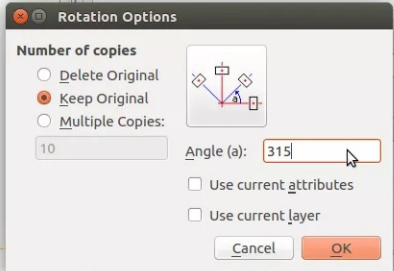 Rotation Options
Number of copies
Delete Original
Keep Original
Multiple Copies:
10
a
Angle (a): 315
Use current attributes
Use current layer
Cancel OK